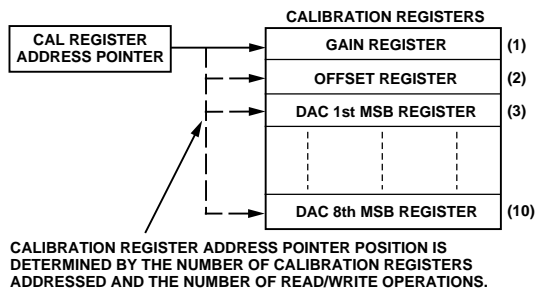 CALIBRATION REGISTERS
CAL REGISTER
ADDRESS POINTER
GAIN REGISTER
(1)
OFFSET REGISTER
(2)
DAC 1st MSB REGISTER
(3)
DAC 8th MSB REGISTER
(10)
CALIBRATION REGISTER ADDRESS POINTER POSITION IS
DETERMINED BY THE NUMBER OF CALIBRATION REGISTERS
ADDRESSED AND THE NUMBER OF READ/WRITE OPERATIONS.